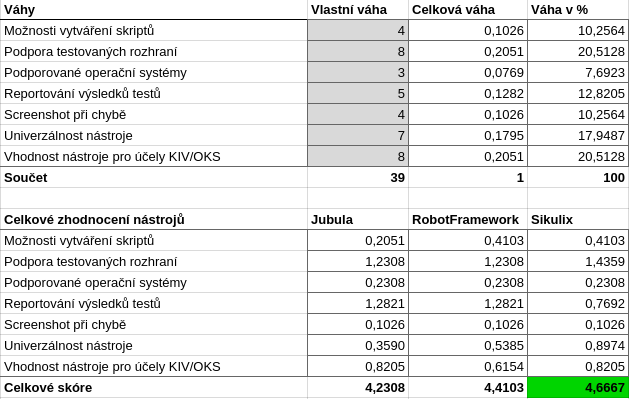 Váhy Vlastní váha Celková váha Váha v %
Možnosti vytváření skriptů 4 0,1026 10,2564
Podpora testovaných rozhraní 8 0,2051 20,5128
Podporované operační systémy 3 0,0769 7,6923
Reportování výsledků testů 5 0,1282 12,8205
Screenshot při chybě 4 0,1026 10,2564
Univerzálnost nástroje 7 0,1795 17,9487
Vhodnost nástroje pro účely KIV/OKS 8 0,2051 20,5128
Součet 39 1 100
Celkové zhodnocení nástrojů Jubula RobotFramework Sikulix
Možnosti vytváření skriptů 0,2051 0,4103 0,4103
Podpora testovaných rozhraní 1,2308 1,2308 1,4359
Podporované operační systémy 0,2308 0,2308 0,2308
Reportování výsledků testů 1,2821 1,2821 0,7692
Screenshot při chybě 0,1026 0,1026 0,1026
Univerzálnost nástroje 0,3590 0,5385 0,8974
Vhodnost nástroje pro účely KIV/OKS 0,8205 0,6154 0,8205
Celkové skóre 4,2308 4,4103 4,6667